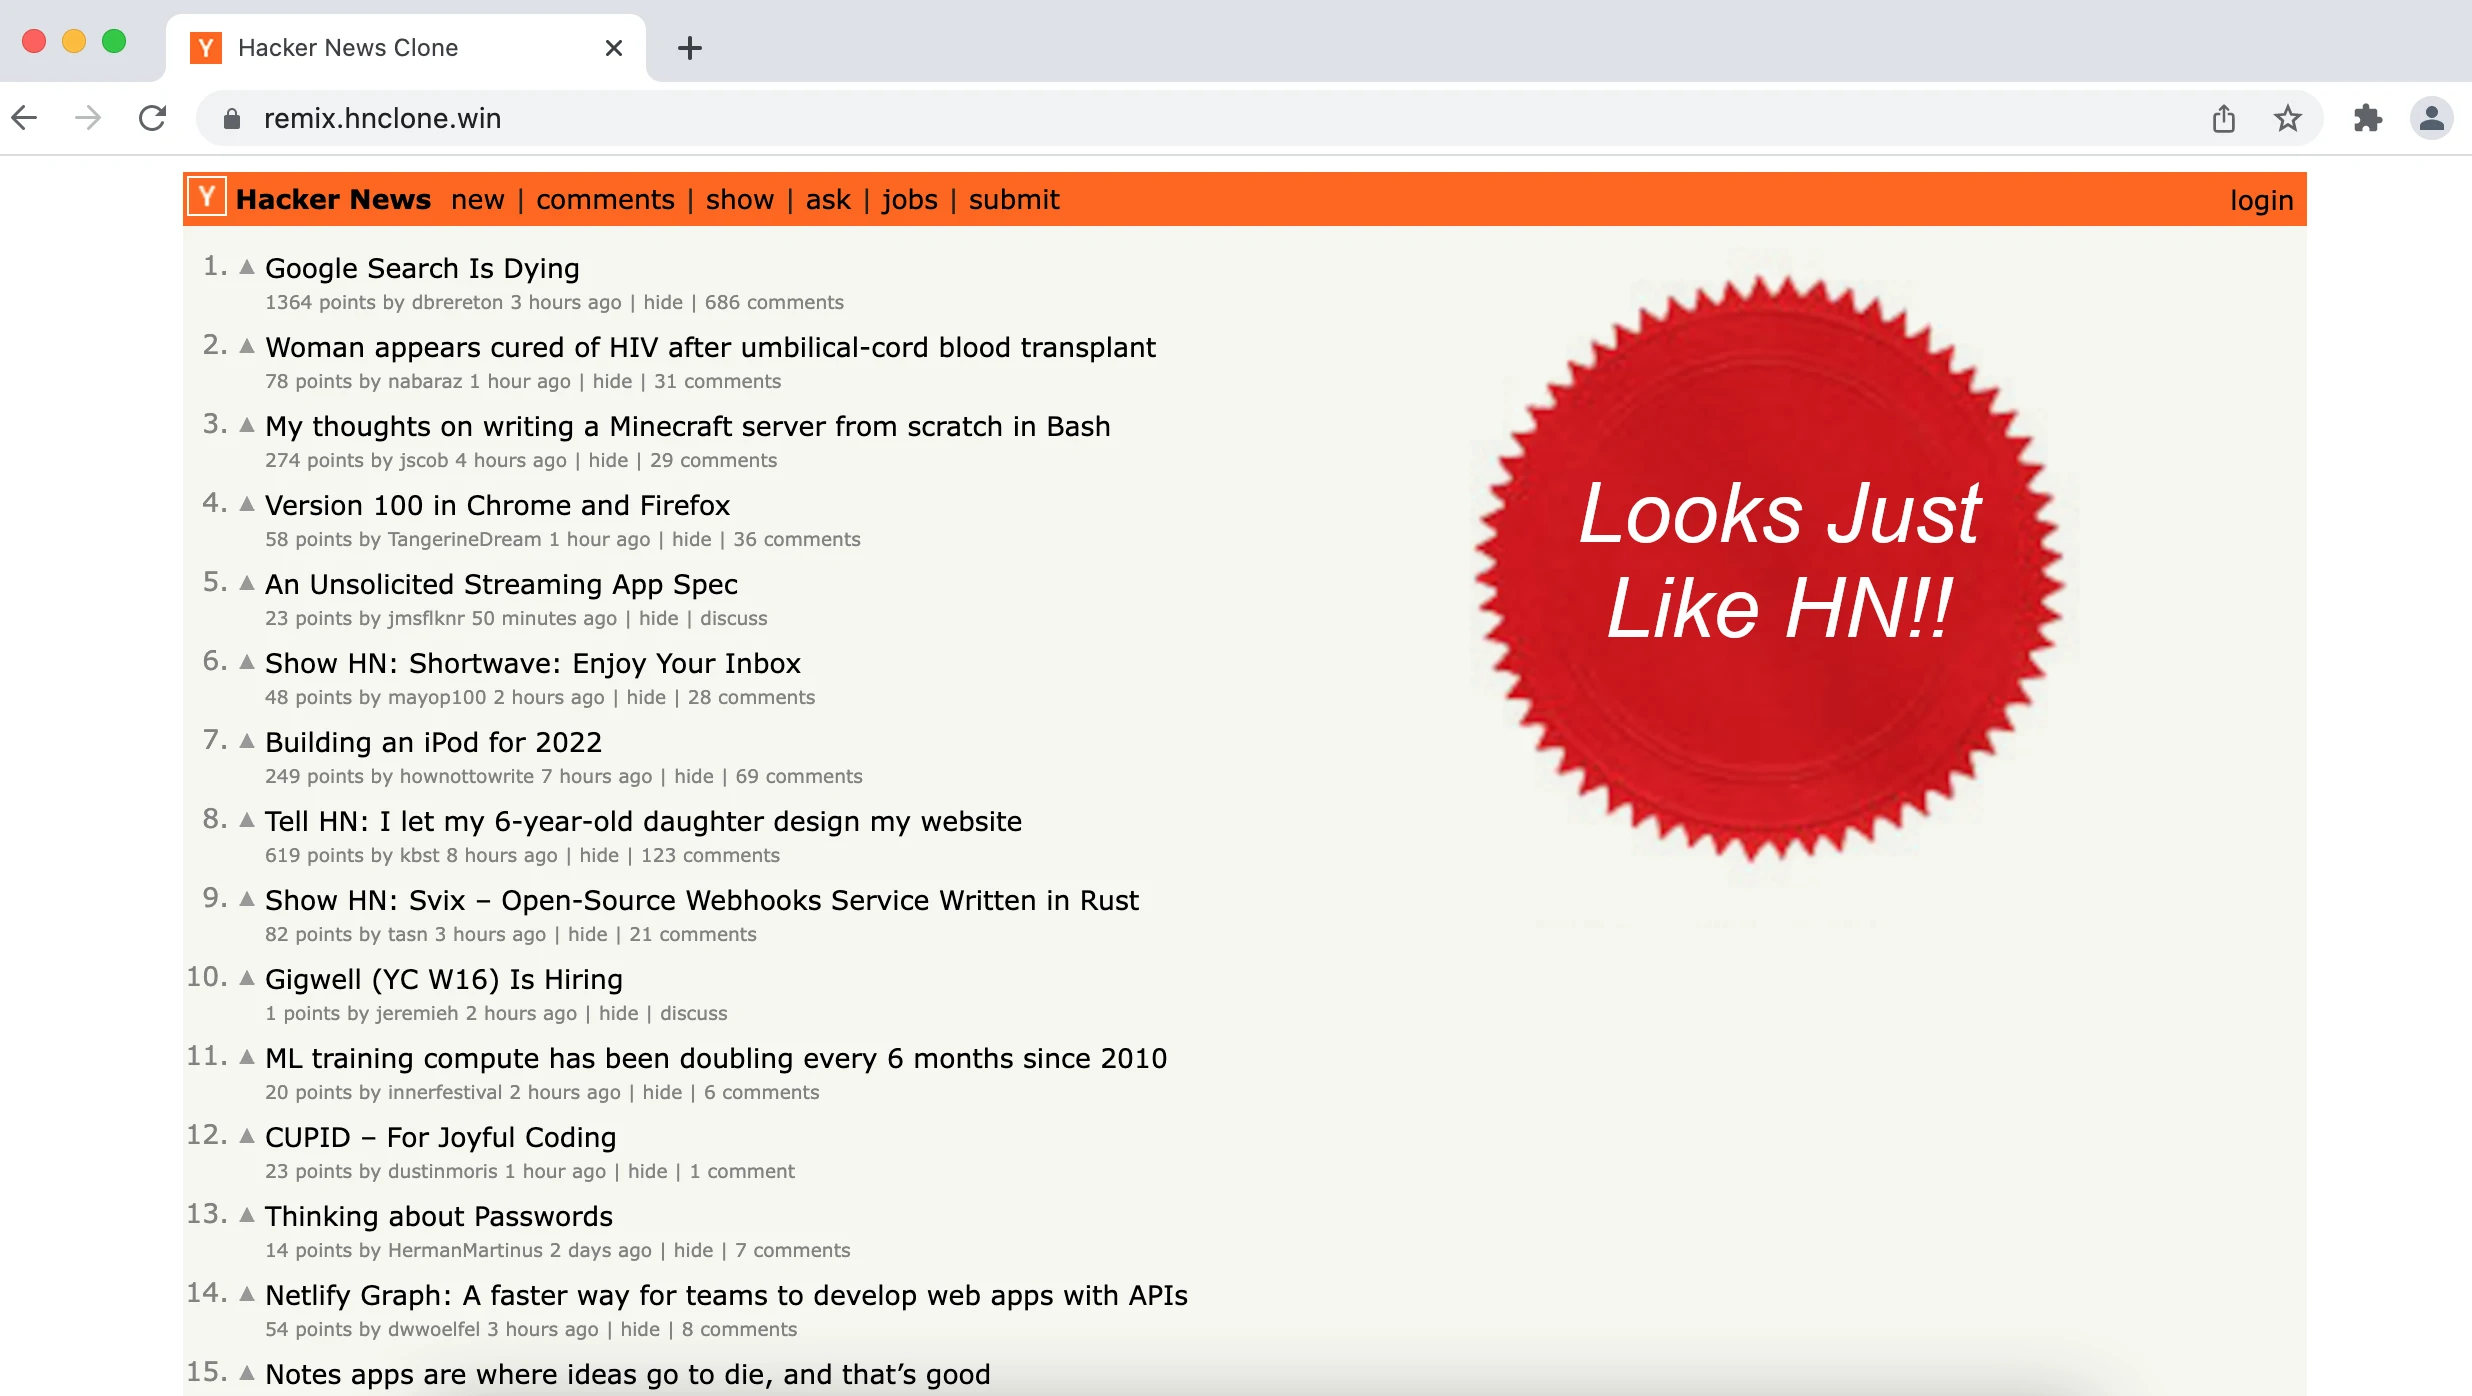 Y Hacker News Clone
remix.hnclone.win
Y Hacker News new | comments | show | ask | jobs | submit login
1. ▲ Google Search Is Dying
1364 points by dbrereton 3 hours ago | hide | 686 comments
2. ▲ Woman appears cured of HIV after umbilical-cord blood transplant
78 points by nabaraz 1 hour ago | hide | 31 comments
3. ▲ My thoughts on writing a Minecraft server from scratch in Bash
274 points by jscob 4 hours ago | hide | 29 comments
4. ▲ Version 100 in Chrome and Firefox
58 points by TangerineDream 1 hour ago | hide | 36 comments
5. ▲ An Unsolicited Streaming App Spec
23 points by jmsflknr 50 minutes ago | hide | discuss
6. ▲ Show HN: Shortwave: Enjoy Your Inbox
48 points by mayop100 2 hours ago | hide | 28 comments
7. ▲ Building an iPod for 2022
249 points by hownottowrite 7 hours ago | hide | 69 comments
8. ▲ Tell HN: I let my 6-year-old daughter design my website
619 points by kbst 8 hours ago | hide | 123 comments
9. ▲ Show HN: Svix – Open-Source Webhooks Service Written in Rust
82 points by tasn 3 hours ago | hide | 21 comments
10. ▲ Gigwell (YC W16) Is Hiring
1 points by jeremieh 2 hours ago | hide | discuss
11. ▲ ML training compute has been doubling every 6 months since 2010
20 points by innerfestival 2 hours ago | hide | 6 comments
12. ▲ CUPID – For Joyful Coding
23 points by dustinmoris 1 hour ago | hide | 1 comment
13. ▲ Thinking about Passwords
14 points by HermanMartinus 2 days ago | hide | 7 comments
14. ▲ Netlify Graph: A faster way for teams to develop web apps with APIs
54 points by dwwoelfel 3 hours ago | hide | 8 comments
15. ▲ Notes apps are where ideas go to die, and that’s good
Looks Just
Like HN!!